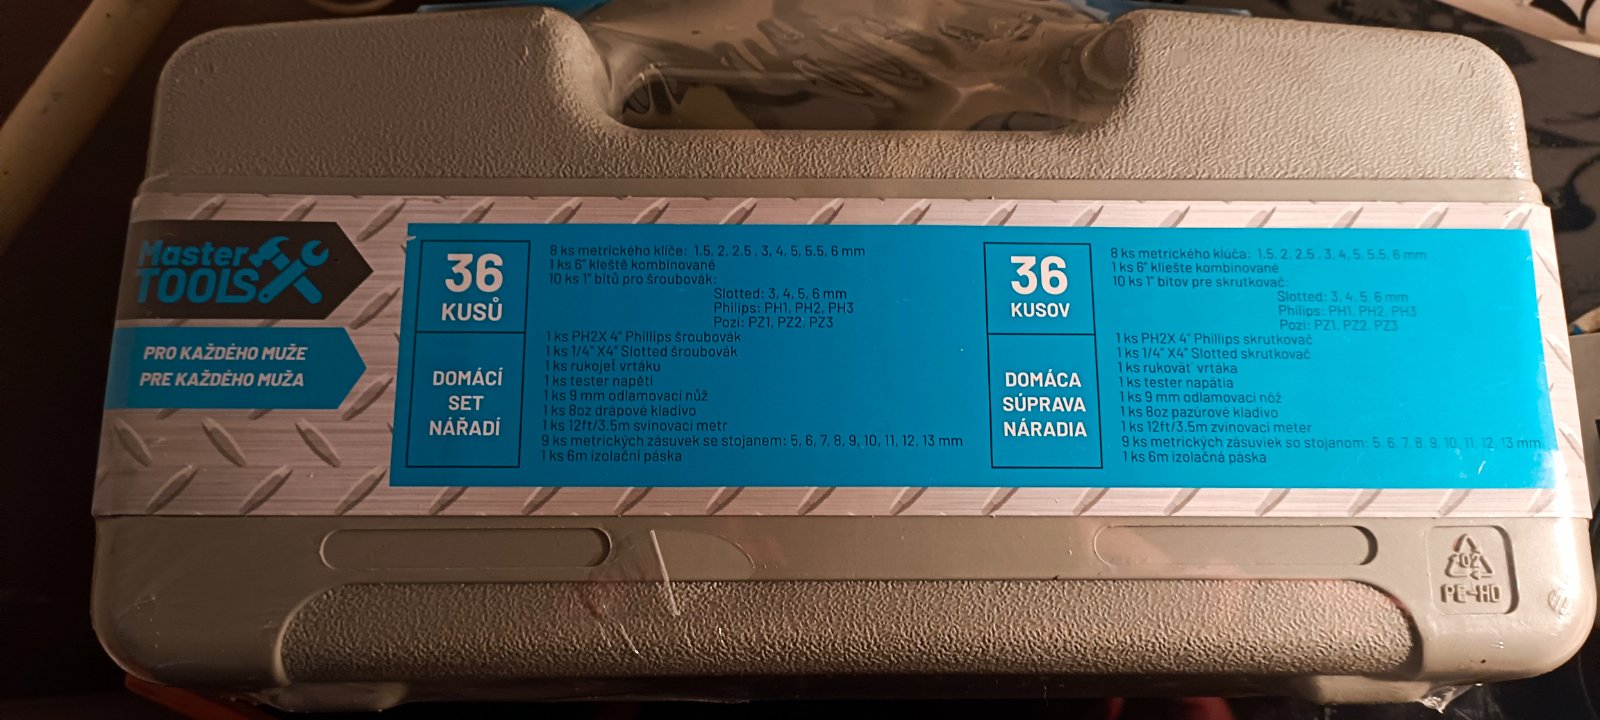 Master
TOOLS
PRO KAŽDÉHO MUŽE
PRE KAŽDÉHO MUŽA
36
KUSŮ
DOMÁCÍ
SET
NÁŘADÍ
8 ks metrického klíče: 1.5, 2, 2.5 , 3, 4, 5, 5.5, 6 mm
1 ks 6" kleště kombinované
10 ks 1" bitů pro šroubovák:
Slotted: 3, 4, 5, 6 mm
Philips: PH1, PH2, PH3
Pozi: PZ1, PZ2, PZ3
1 ks PH2X 4" Phillips šroubovák
1 ks 1/4" X4" Slotted šroubovák
1 ks rukojeť vrtáku
1 ks tester napětí
1 ks 9 mm odlamovací nůž
1 ks 8oz drápové kladivo
1 ks 12ft/3.5m svinovací metr
9 ks metrických zásuvek se stojanem: 5, 6, 7, 8, 9, 10, 11, 12, 13 mm
1 ks 6m izolační páska
36
KUSOV
DOMÁCA
SÚPRAVA
NÁRADIA
8 ks metrického kľúča: 1.5, 2, 2.5 , 3, 4, 5, 5.5, 6 mm
1 ks 6" kliešte kombinované
10 ks 1" bitov pre skrutkovač:
Slotted: 3, 4, 5, 6 mm
Philips: PH1, PH2, PH3
Pozi: PZ1, PZ2, PZ3
1 ks PH2X 4" Phillips skrutkovač
1 ks 1/4" X4" Slotted skrutkovač
1 ks rukoväť vrtáka
1 ks tester napätia
1 ks 9 mm odlamovací nôž
1 ks 8oz pazúrové kladivo
1 ks 12ft/3.5m zvinovací meter
9 ks metrických zásuviek so stojanom: 5, 6, 7, 8, 9, 10, 11, 12, 13 mm
1 ks 6m izolačná páska
02
PE-HD